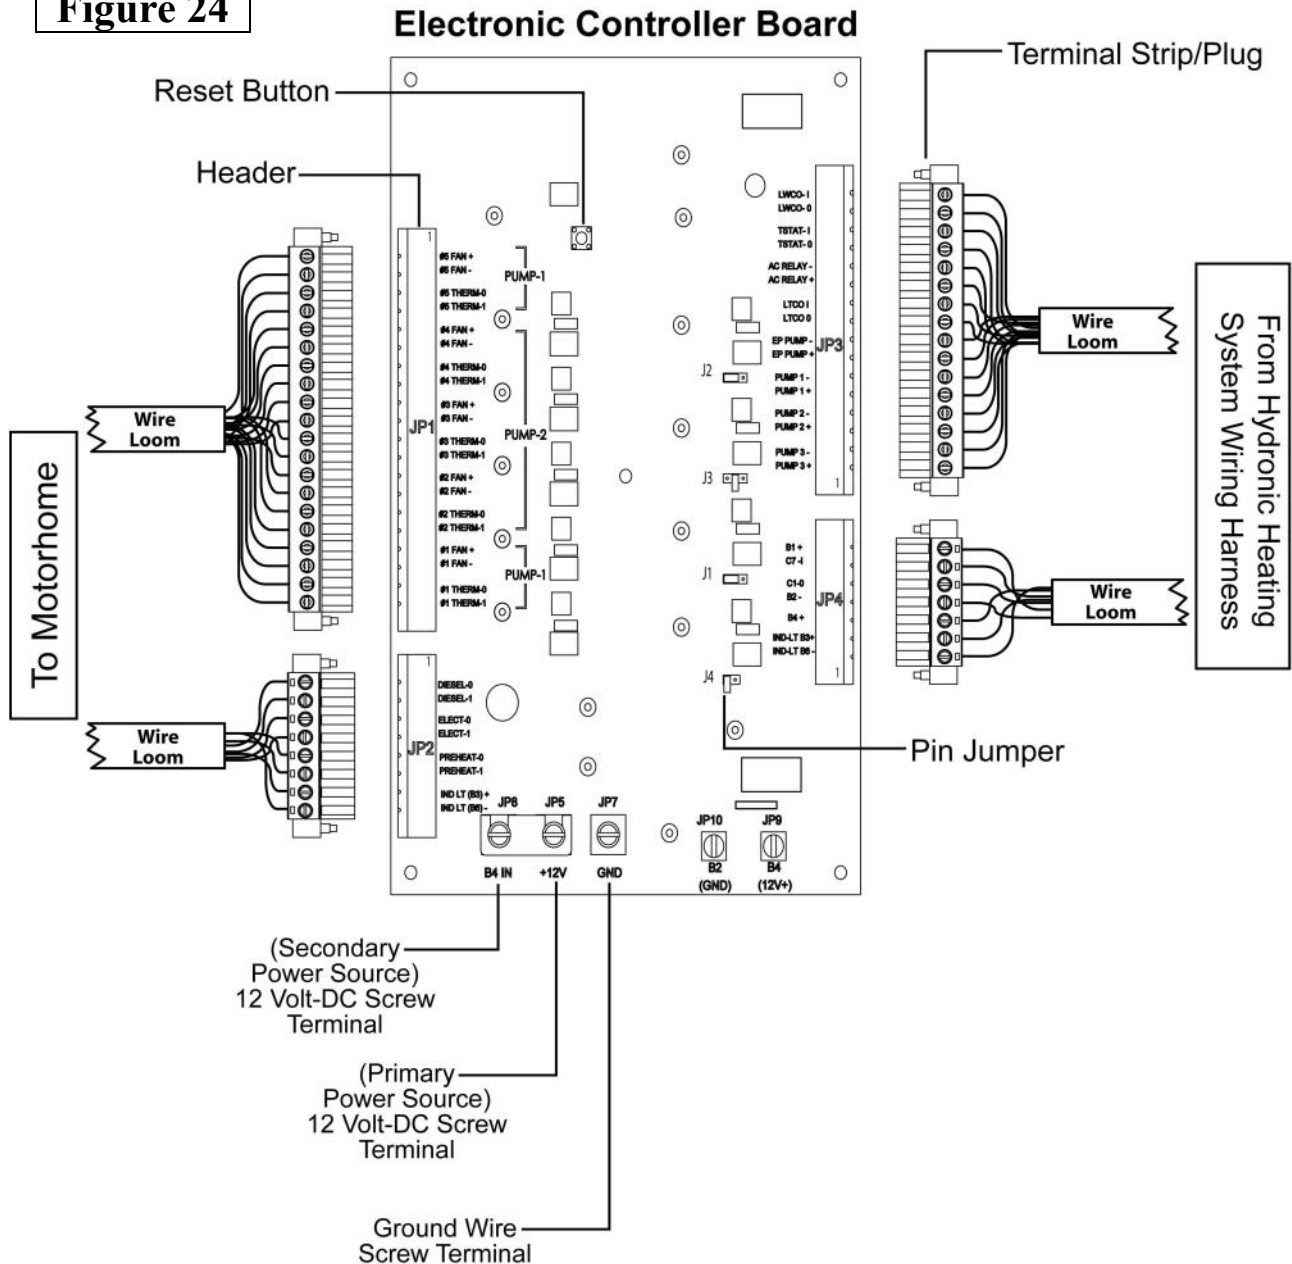 Figure 24
Electronic Controller Board
Terminal Strip/Plug
Reset Button
Header
1
#5 FAN +
#5 FAN -
#5 THERM-0
#5 THERM-1
PUMP-1
#4 FAN +
#4 FAN -
#4 THERM-0
#4 THERM-1
#3 FAN +
#3 FAN -
#3 THERM-0
#3 THERM-1
#2 FAN +
#2 FAN -
#2 THERM-0
#2 THERM-1
PUMP-2
#1 FAN +
#1 FAN -
#1 THERM-0
#1 THERM-1
PUMP-1
JP1
LWCO- I
LWCO- 0
TSTAT- I
TSTAT- 0
AC RELAY -
AC RELAY +
LTCO I
LTCO 0
EP PUMP -
EP PUMP +
PUMP 1 -
PUMP 1 +
PUMP 2 -
PUMP 2 +
PUMP 3 -
PUMP 3 +
JP3
1
J2
J3
J1
J4
B1 +
C7 -I
C1-0
B2 -
B4 +
IND-LT B3+
IND-LT B6 -
JP4
1
Wire
Loom
Wire
Loom
Wire
Loom
Wire
Loom
To Motorhome
From Hydronic Heating
System Wiring Harness
1
DIESEL-0
DIESEL-1
ELECT-0
ELECT-1
PREHEAT-0
PREHEAT-1
IND LT (B3) +
IND LT (B6) -
JP2
Pin Jumper
JP6
JP5
JP7
JP10
JP9
B4 IN
+12V
GND
B2
(GND)
B4
(12V+)
(Secondary
Power Source)
12 Volt-DC Screw
Terminal
(Primary
Power Source)
12 Volt-DC Screw
Terminal
Ground Wire
Screw Terminal